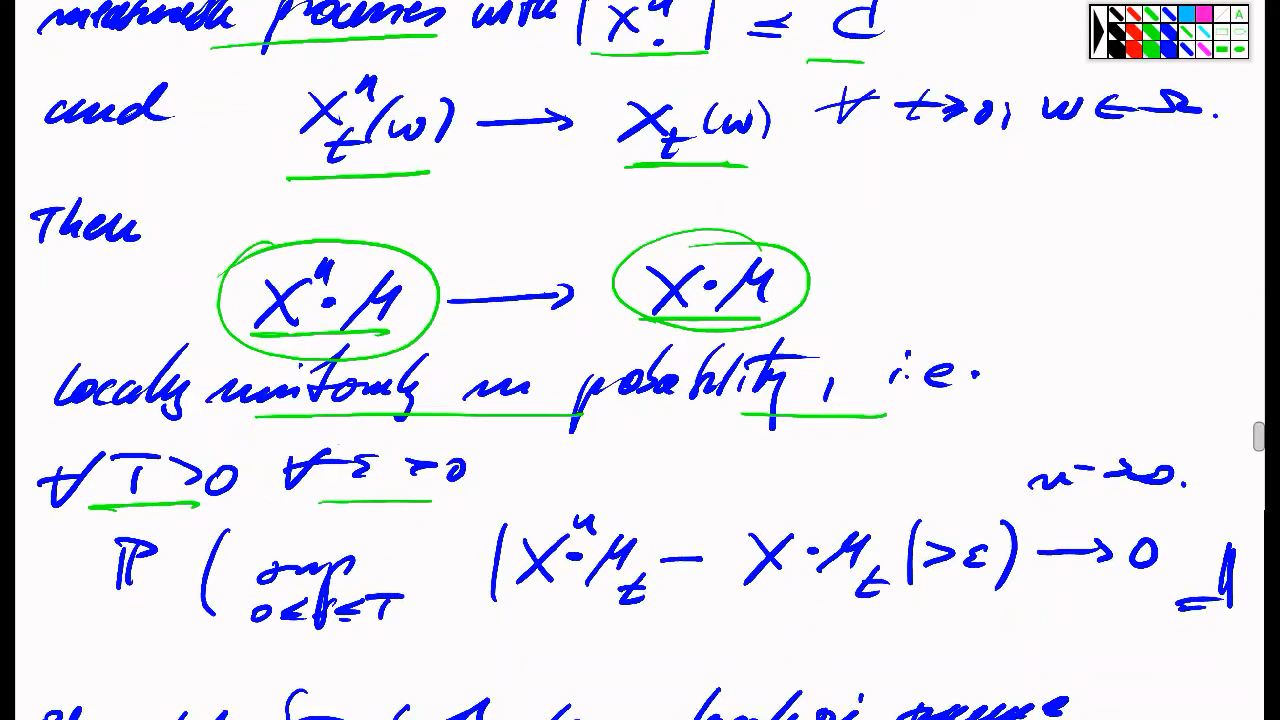 measurable processes with |X^n_•| ≤ C
and X^n_t(ω) ⟶ X_t(ω) ∀ t≥0, ω∈Ω.
Then
X^n•M ⟶ X•M
locally uniformly in probability, i.e.
∀ T>0 ∀ε>0
n→∞.
P( sup_{0≤t≤T} |X^n•M_t − X•M_t| >ε) ⟶ 0